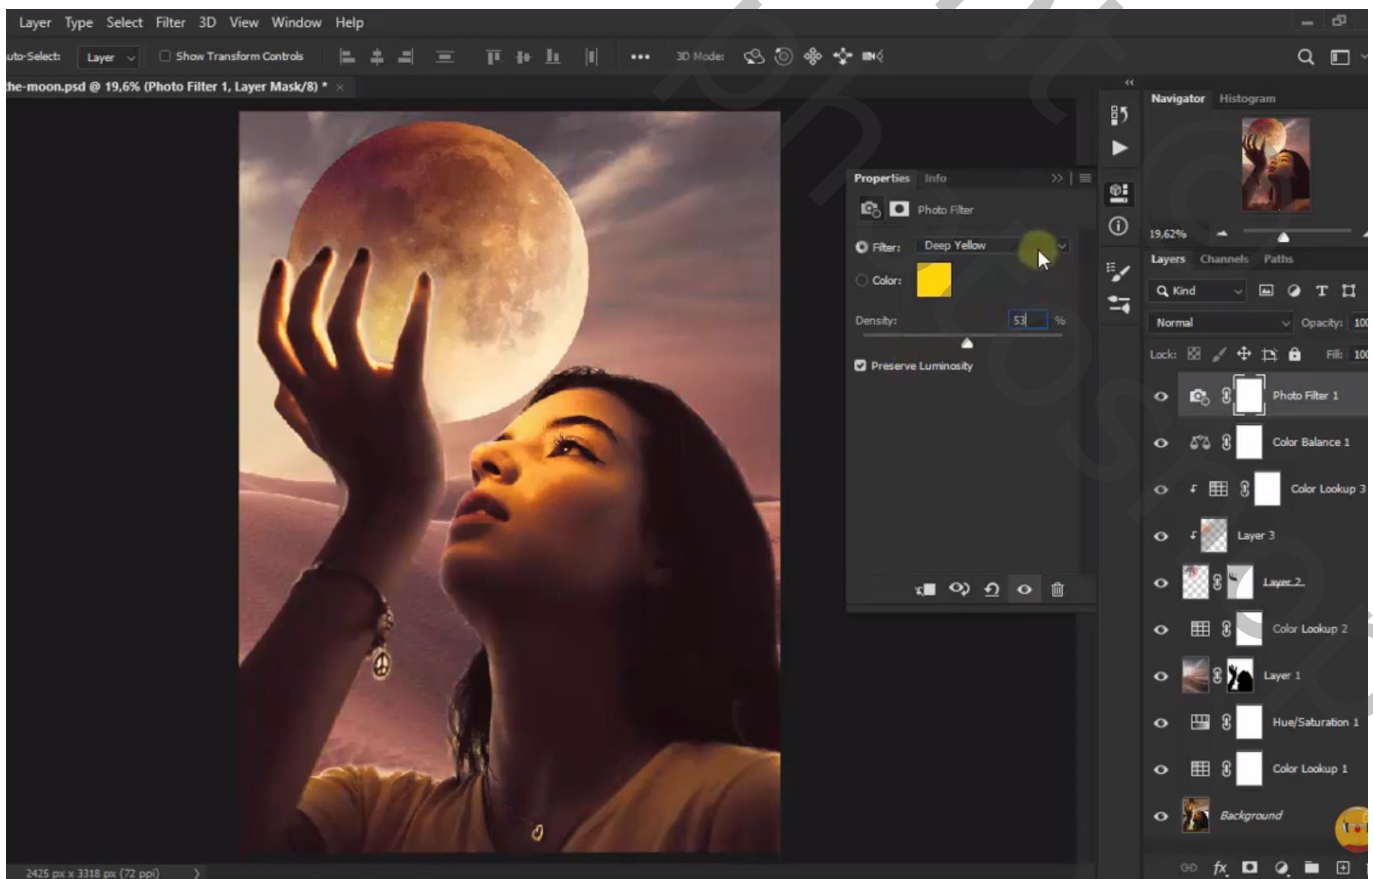 Layer Type Select Filter 3D View Window Help
uto-Select: Layer Show Transform Controls ••• 3D Mode:
he-moon.psd @ 19,6% (Photo Filter 1, Layer Mask/8) * ×
Navigator Histogram
Properties Info
Photo Filter
Filter: Deep Yellow
Color:
Density: 53 %
Preserve Luminosity
19,62%
Layers Channels Paths
Kind
Normal Opacity: 100
Lock: Fill: 100
Photo Filter 1
Color Balance 1
Color Lookup 3
Layer 3
Layer 2
Color Lookup 2
Layer 1
Hue/Saturation 1
Color Lookup 1
Background
fx
2425 px x 3318 px (72 ppi)